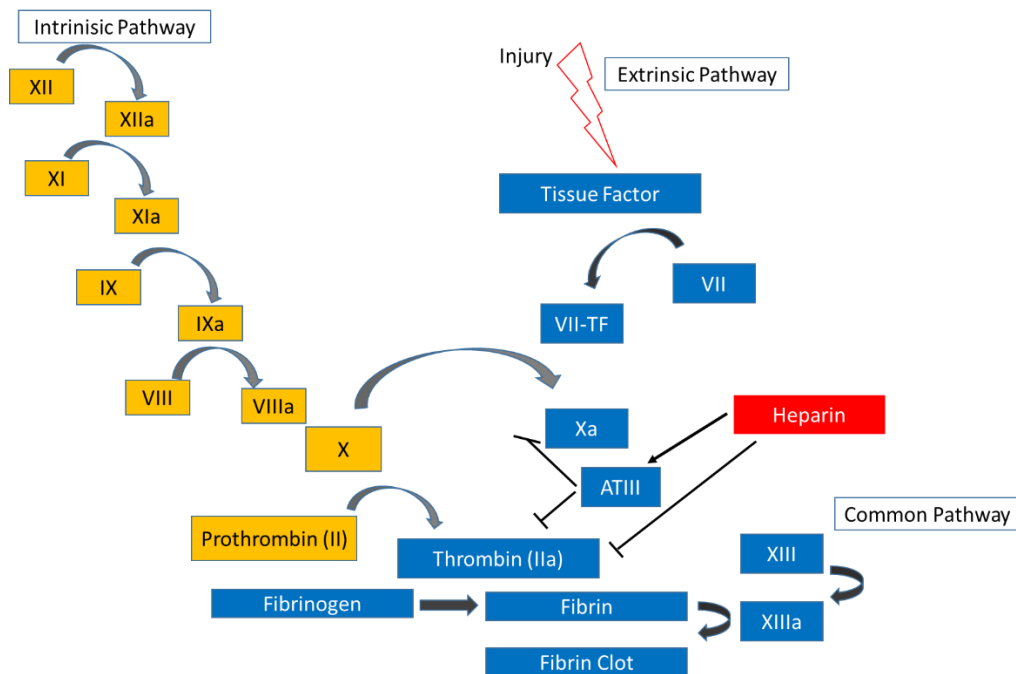 Intrinisic Pathway
XII
XIIa
XI
XIa
IX
IXa
VIII
VIIIa
X
Injury
Extrinsic Pathway
Tissue Factor
VII
VII-TF
Xa
Heparin
ATIII
Prothrombin (II)
Thrombin (IIa)
Common Pathway
XIII
XIIIa
Fibrinogen
Fibrin
Fibrin Clot